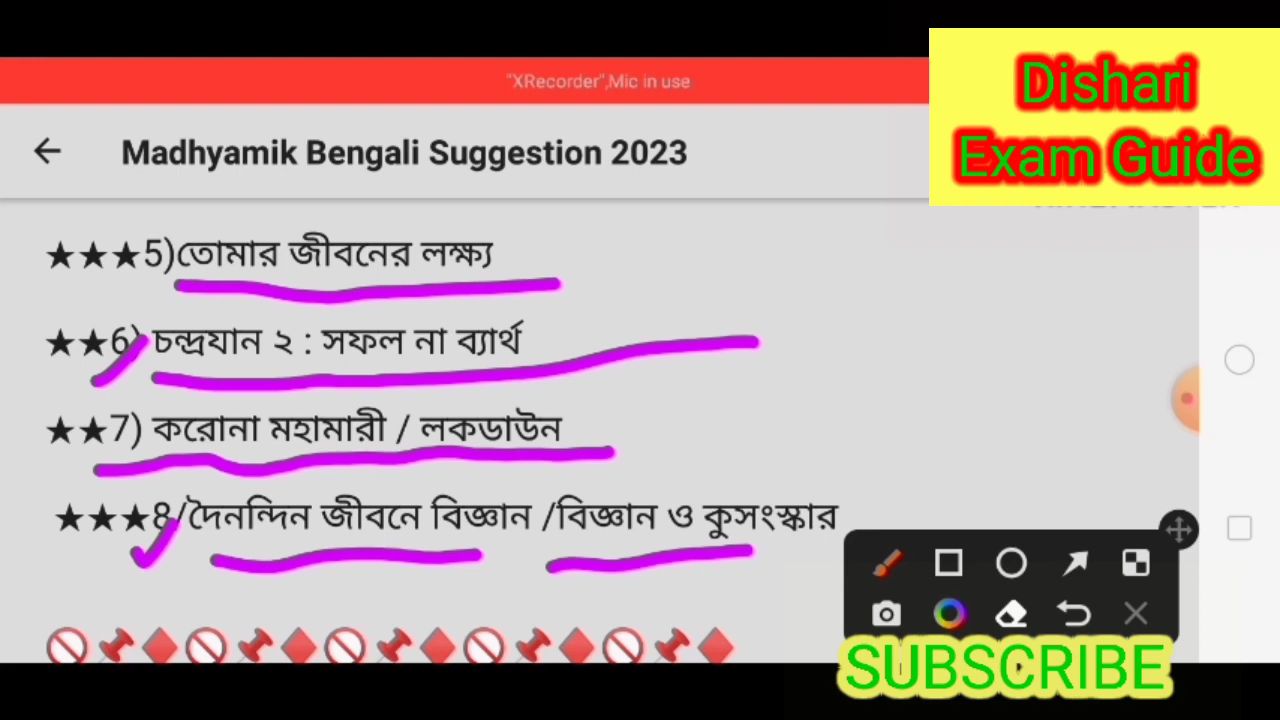 "XRecorder",Mic in use
Dishari
Exam Guide
Madhyamik Bengali Suggestion 2023
★★★5)তোমার জীবনের লক্ষ্য
★★6) চন্দ্রযান ২ : সফল না ব্যার্থ
★★7) করোনা মহামারী / লকডাউন
★★★8/দৈনন্দিন জীবনে বিজ্ঞান /বিজ্ঞান ও কুসংস্কার
SUBSCRIBE